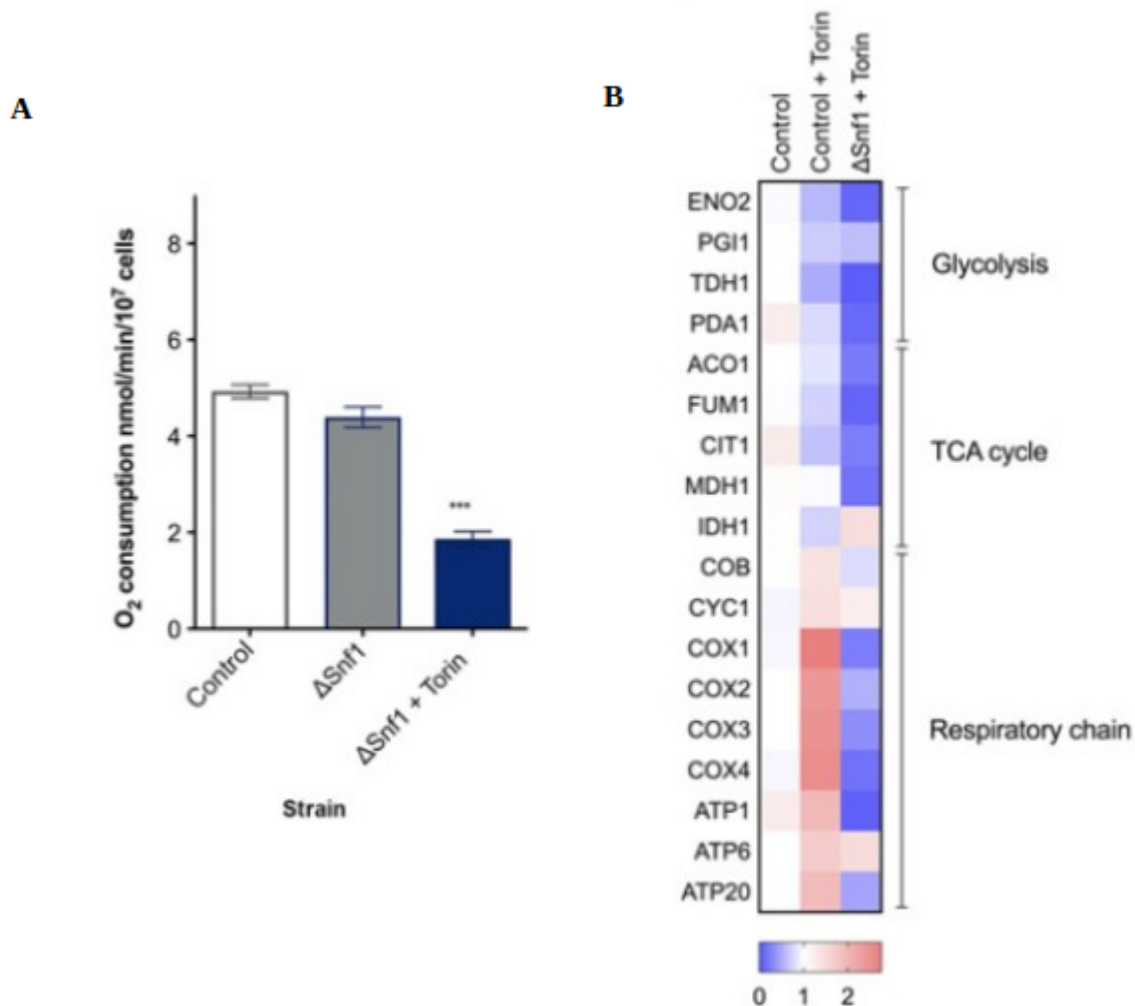 A
O₂ consumption nmol/min/10⁷ cells
8
6
4
2
0
***
Control
ΔSnf1
ΔSnf1 + Torin
Strain
B
Control
Control + Torin
ΔSnf1 + Torin
ENO2
PGI1
TDH1
PDA1
ACO1
FUM1
CIT1
MDH1
IDH1
COB
CYC1
COX1
COX2
COX3
COX4
ATP1
ATP6
ATP20
Glycolysis
TCA cycle
Respiratory chain
0 1 2